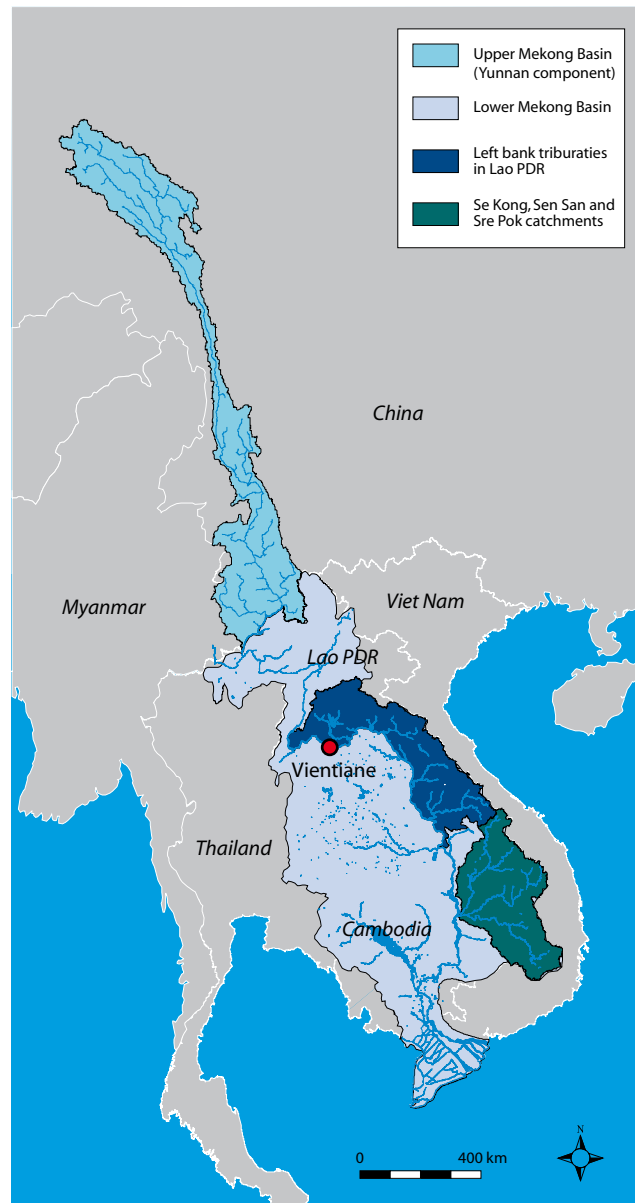 Upper Mekong Basin
(Yunnan component)
Lower Mekong Basin
Left bank triburaties
in Lao PDR
Se Kong, Sen San and
Sre Pok catchments
China
Myanmar
Viet Nam
Lao PDR
Vientiane
Thailand
Cambodia
N
0 400 km